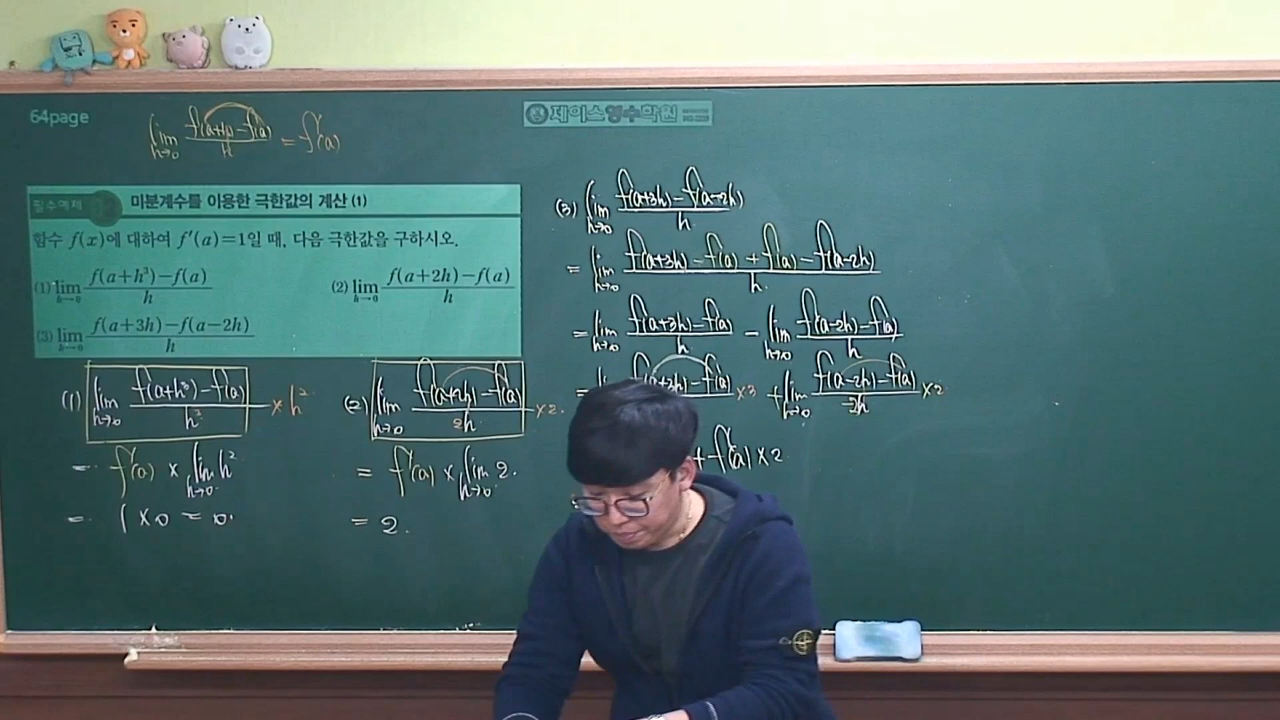 64page
제이스영수학원
lim h→0 f(a+h)-f(a) / h = f'(a)
필수예제
미분계수를 이용한 극한값의 계산 (1)
함수 f(x)에 대하여 f'(a)=1일 때, 다음 극한값을 구하시오.
(1) lim h→0 f(a+h³)-f(a) / h
(2) lim h→0 f(a+2h)-f(a) / h
(3) lim h→0 f(a+3h)-f(a-2h) / h
(1) lim h→0 f(a+h³)-f(a) / h³ × h²
= f'(a) × lim h→0 h²
= 1×0 = 0.
(2) lim h→0 f(a+2h)-f(a) / 2h ×2.
= f'(a) × lim h→0 2.
= 2.
(3) lim h→0 f(a+3h)-f(a-2h) / h
= lim h→0 f(a+3h)-f(a)+f(a)-f(a-2h) / h.
= lim h→0 f(a+3h)-f(a) / h - lim h→0 f(a-2h)-f(a) / h
= f(a+3h)-f(a) ×3 + lim h→0 f(a-2h)-f(a) / -2h ×2
+f'(a)×2